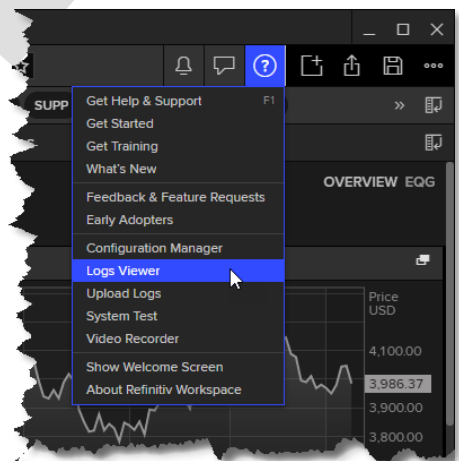 SUPP
Get Help & Support F1
Get Started
Get Training
What's New
Feedback & Feature Requests
Early Adopters
Configuration Manager
Logs Viewer
Upload Logs
System Test
Video Recorder
Show Welcome Screen
About Refinitiv Workspace
OVERVIEW EQG
Price
USD
4,100.00
3,986.37
3,900.00
3,800.00